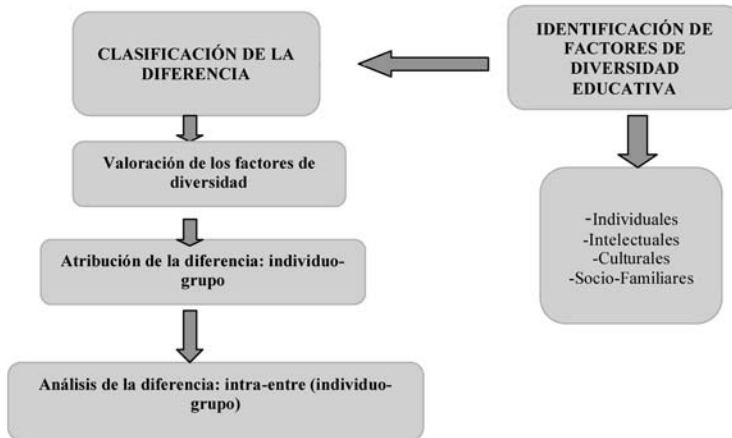 CLASIFICACIÓN DE LA
DIFERENCIA
IDENTIFICACIÓN DE
FACTORES DE
DIVERSIDAD
EDUCATIVA
Valoración de los factores de
diversidad
Atribución de la diferencia: individuo-
grupo
Análisis de la diferencia: intra-entre (individuo-
grupo)
-Individuales
-Intelectuales
-Culturales
-Socio-Familiares